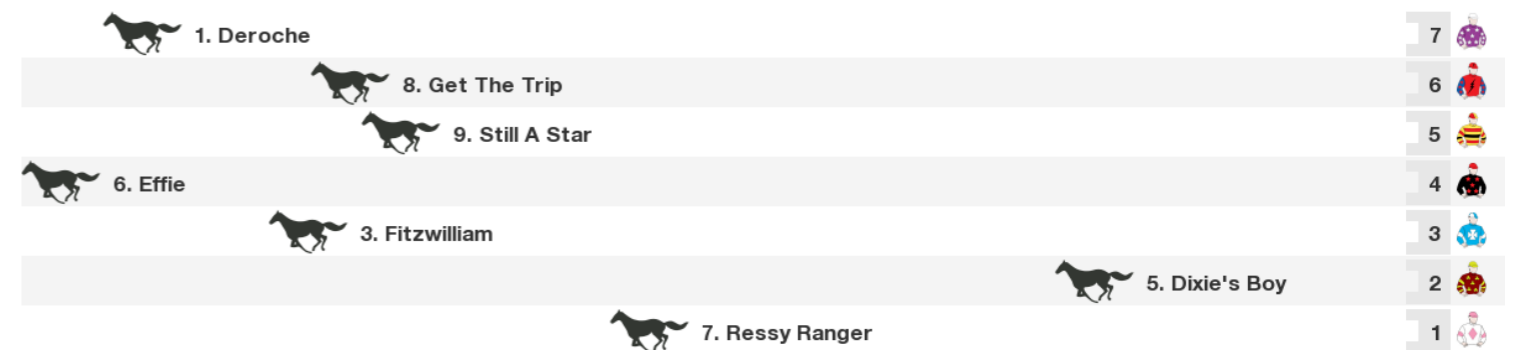 1. Deroche 7
8. Get The Trip 6
9. Still A Star 5
6. Effie 4
3. Fitzwilliam 3
5. Dixie's Boy 2
7. Ressy Ranger 1